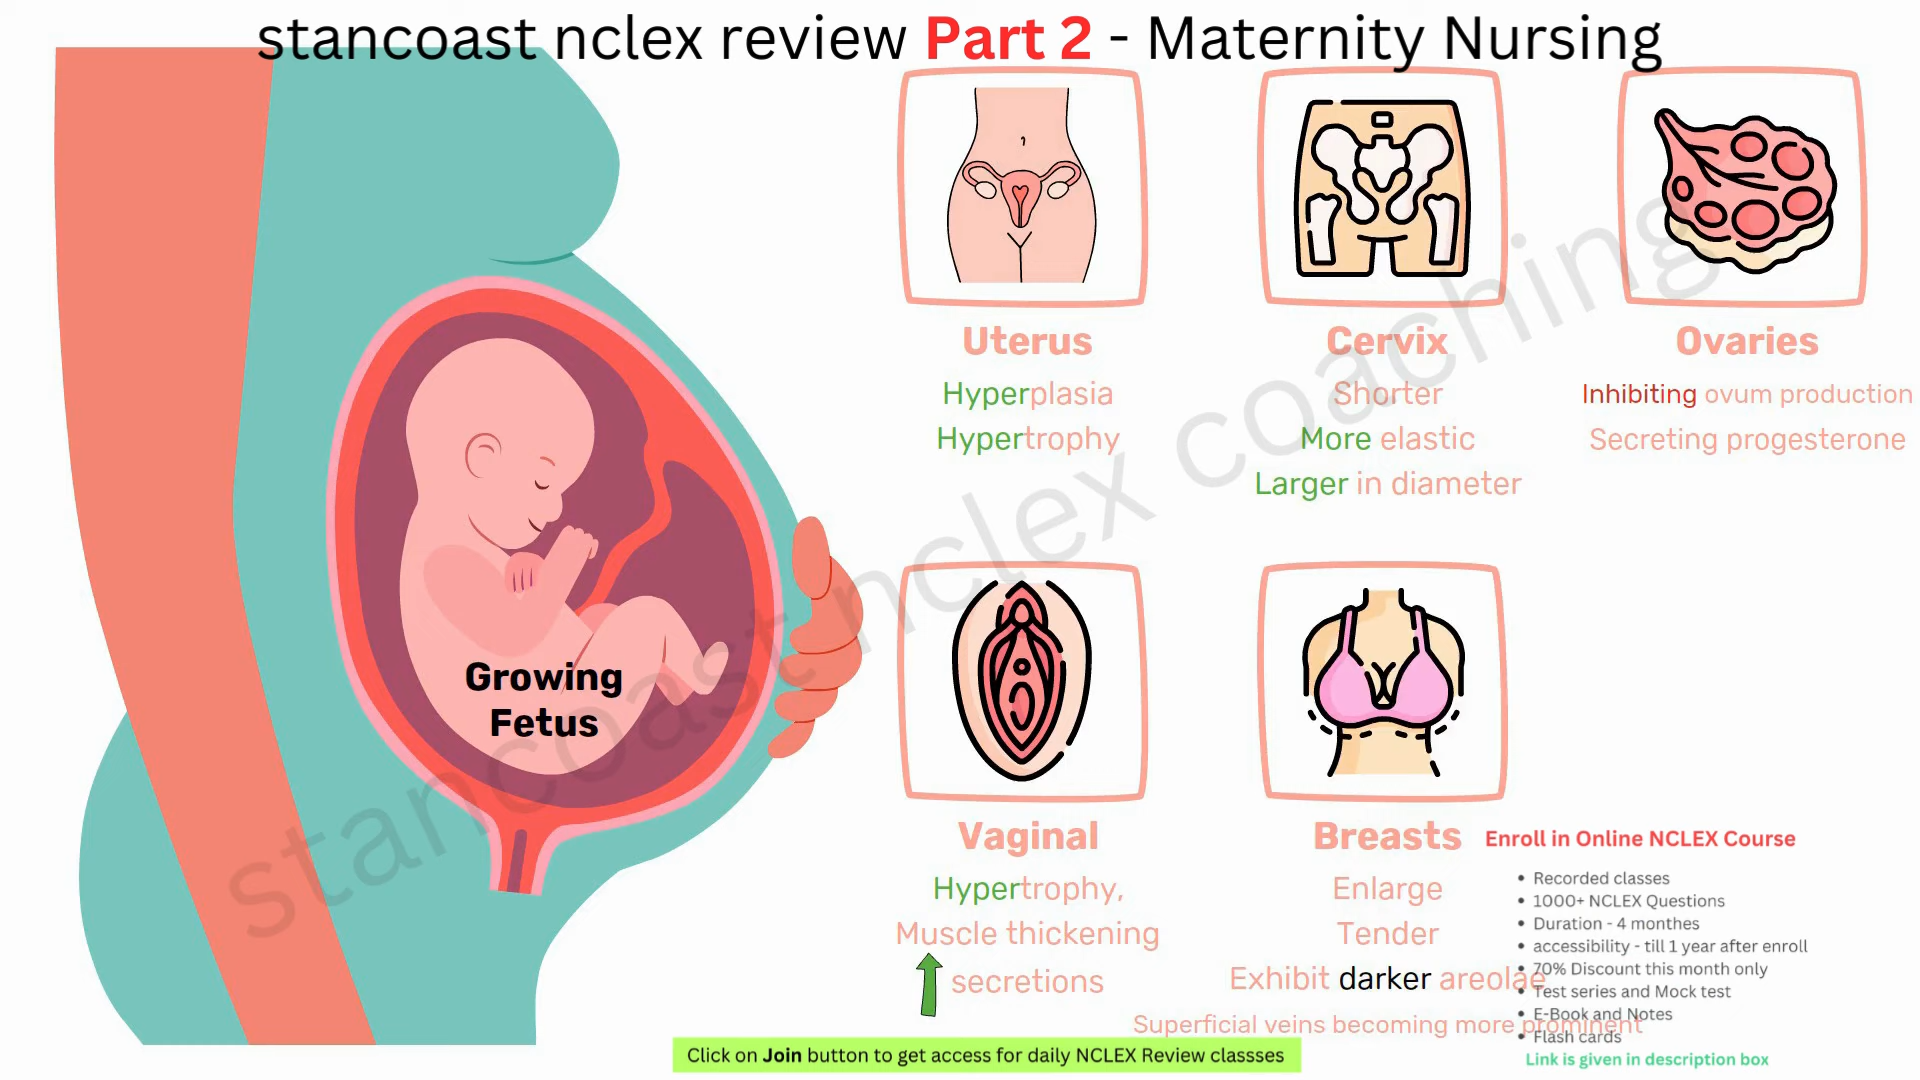 stancoast nclex review Part 2 - Maternity Nursing
Uterus
Hyperplasia
Hypertrophy
Cervix
Shorter
More elastic
Larger in diameter
Ovaries
Inhibiting ovum production
Secreting progesterone
Growing
Fetus
Vaginal
Hypertrophy,
Muscle thickening
secretions
Breasts
Enlarge
Tender
Exhibit darker areolae
Superficial veins becoming more prominent
Enroll in Online NCLEX Course
• Recorded classes
• 1000+ NCLEX Questions
• Duration - 4 monthes
• accessibility - till 1 year after enroll
• 70% Discount this month only
• Test series and Mock test
• E-Book and Notes
• Flash cards
Link is given in description box
Click on Join button to get access for daily NCLEX Review classses
stancoast nclex coaching